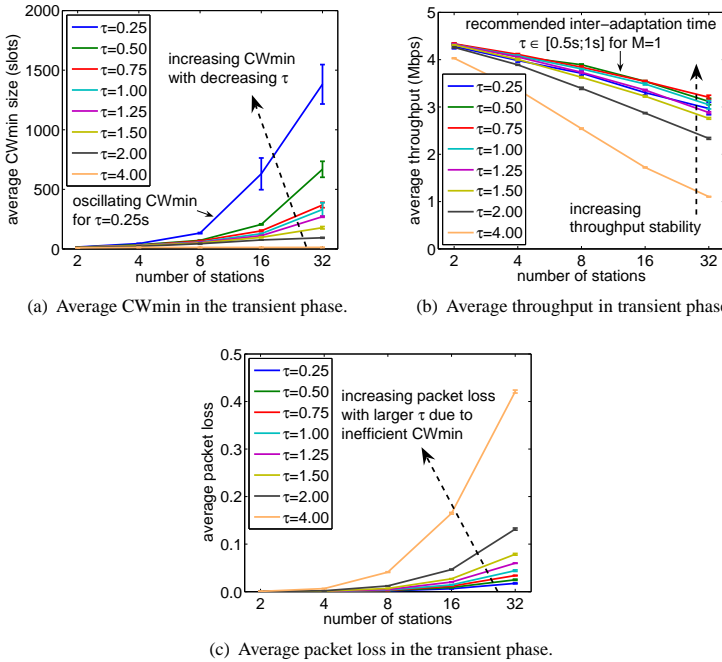 2000
1500
1000
500
0
average CWmin size (slots)
τ=0.25
τ=0.50
τ=0.75
τ=1.00
τ=1.25
τ=1.50
τ=2.00
τ=4.00
increasing CWmin
with decreasing τ
oscillating CWmin
for τ=0.25s
2 4 8 16 32
number of stations
(a) Average CWmin in the transient phase.
5
4
3
2
1
0
average throughput (Mbps)
recommended inter-adaptation time
τ ∈ [0.5s;1s] for M=1
τ=0.25
τ=0.50
τ=0.75
τ=1.00
τ=1.25
τ=1.50
τ=2.00
τ=4.00
increasing
throughput stability
2 4 8 16 32
number of stations
(b) Average throughput in transient phase
0.5
0.4
0.3
0.2
0.1
0.0
average packet loss
τ=0.25
τ=0.50
τ=0.75
τ=1.00
τ=1.25
τ=1.50
τ=2.00
τ=4.00
increasing packet loss
with larger τ due to
inefficient CWmin
2 4 8 16 32
number of stations
(c) Average packet loss in the transient phase.